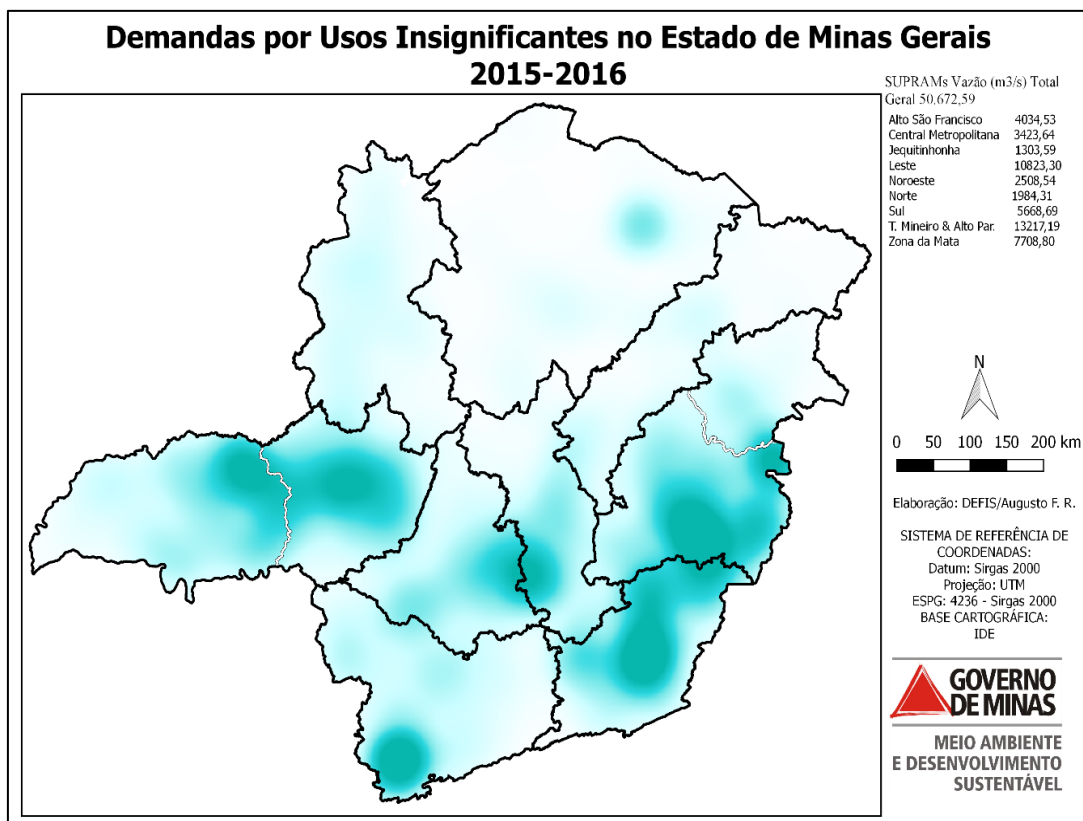 Demandas por Usos Insignificantes no Estado de Minas Gerais
2015-2016
SUPRAMs Vazão (m3/s) Total
Geral 50.672,59
Alto São Francisco 4034,53
Central Metropolitana 3423,64
Jequitinhonha 1303,59
Leste 10823,30
Noroeste 2508,54
Norte 1984,31
Sul 5668,69
T. Mineiro & Alto Par. 13217,19
Zona da Mata 7708,80
N
0 50 100 150 200 km
Elaboração: DEFIS/Augusto F. R.
SISTEMA DE REFERÊNCIA DE
COORDENADAS:
Datum: Sirgas 2000
Projeção: UTM
ESPG: 4236 - Sirgas 2000
BASE CARTOGRÁFICA:
IDE
GOVERNO
DE MINAS
MEIO AMBIENTE
E DESENVOLVIMENTO
SUSTENTÁVEL